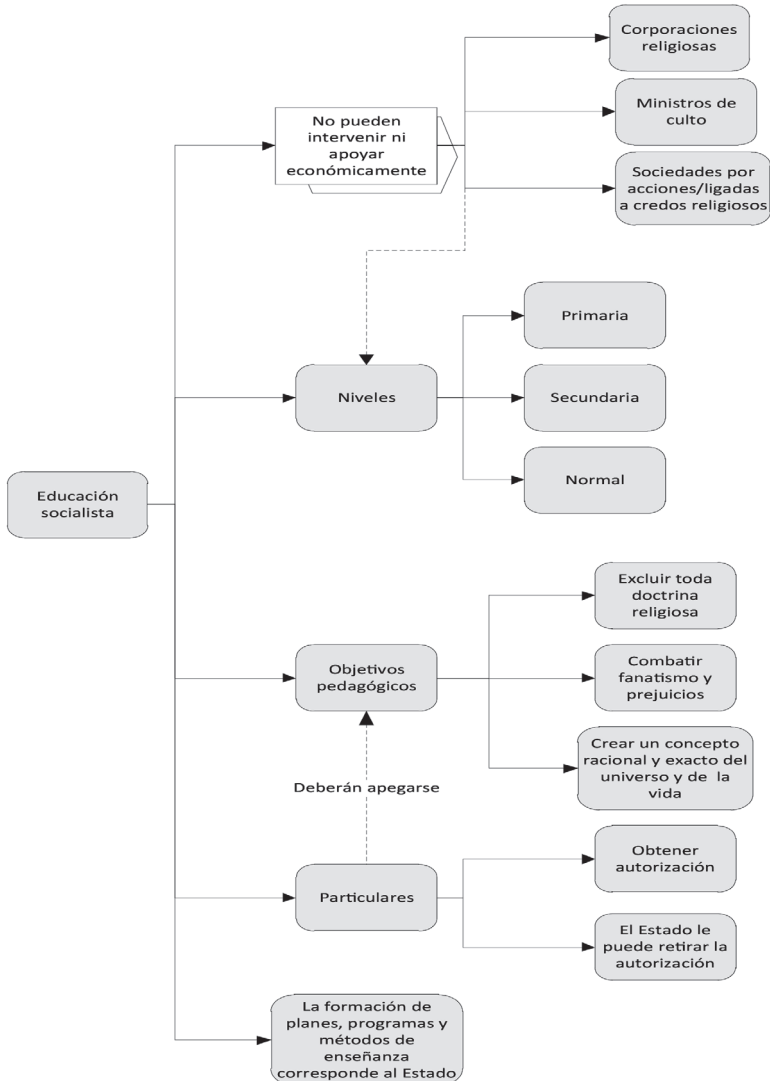 Corporaciones
religiosas
No pueden
intervenir ni
apoyar
económicamente
Ministros de
culto
Sociedades por
acciones/ligadas
a credos religiosos
Primaria
Niveles
Secundaria
Normal
Educación
socialista
Excluir toda
doctrina
religiosa
Objetivos
pedagógicos
Combatir
fanatismo y
prejuicios
Crear un concepto
racional y exacto del
universo y de la
vida
Deberán apegarse
Obtener
autorización
Particulares
El Estado le
puede retirar la
autorización
La formación de
planes, programas y
métodos de
enseñanza
corresponde al Estado